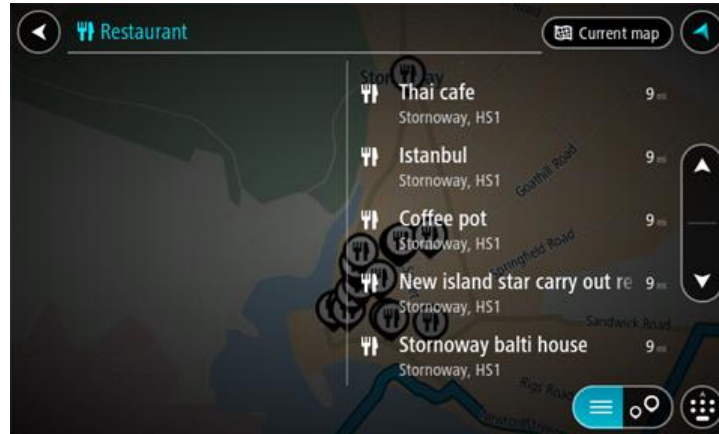 Restaurant
Current map
Thai cafe 9 mi
Stornoway, HS1
Istanbul 9 mi
Stornoway, HS1
Goathill Road
Coffee pot 9 mi
Stornoway, HS1
Springfield Road
New island star carry out re 9 mi
Stornoway, HS1
Sandwick Road
Stornoway balti house 9 mi
Stornoway, HS1
Rigs Road